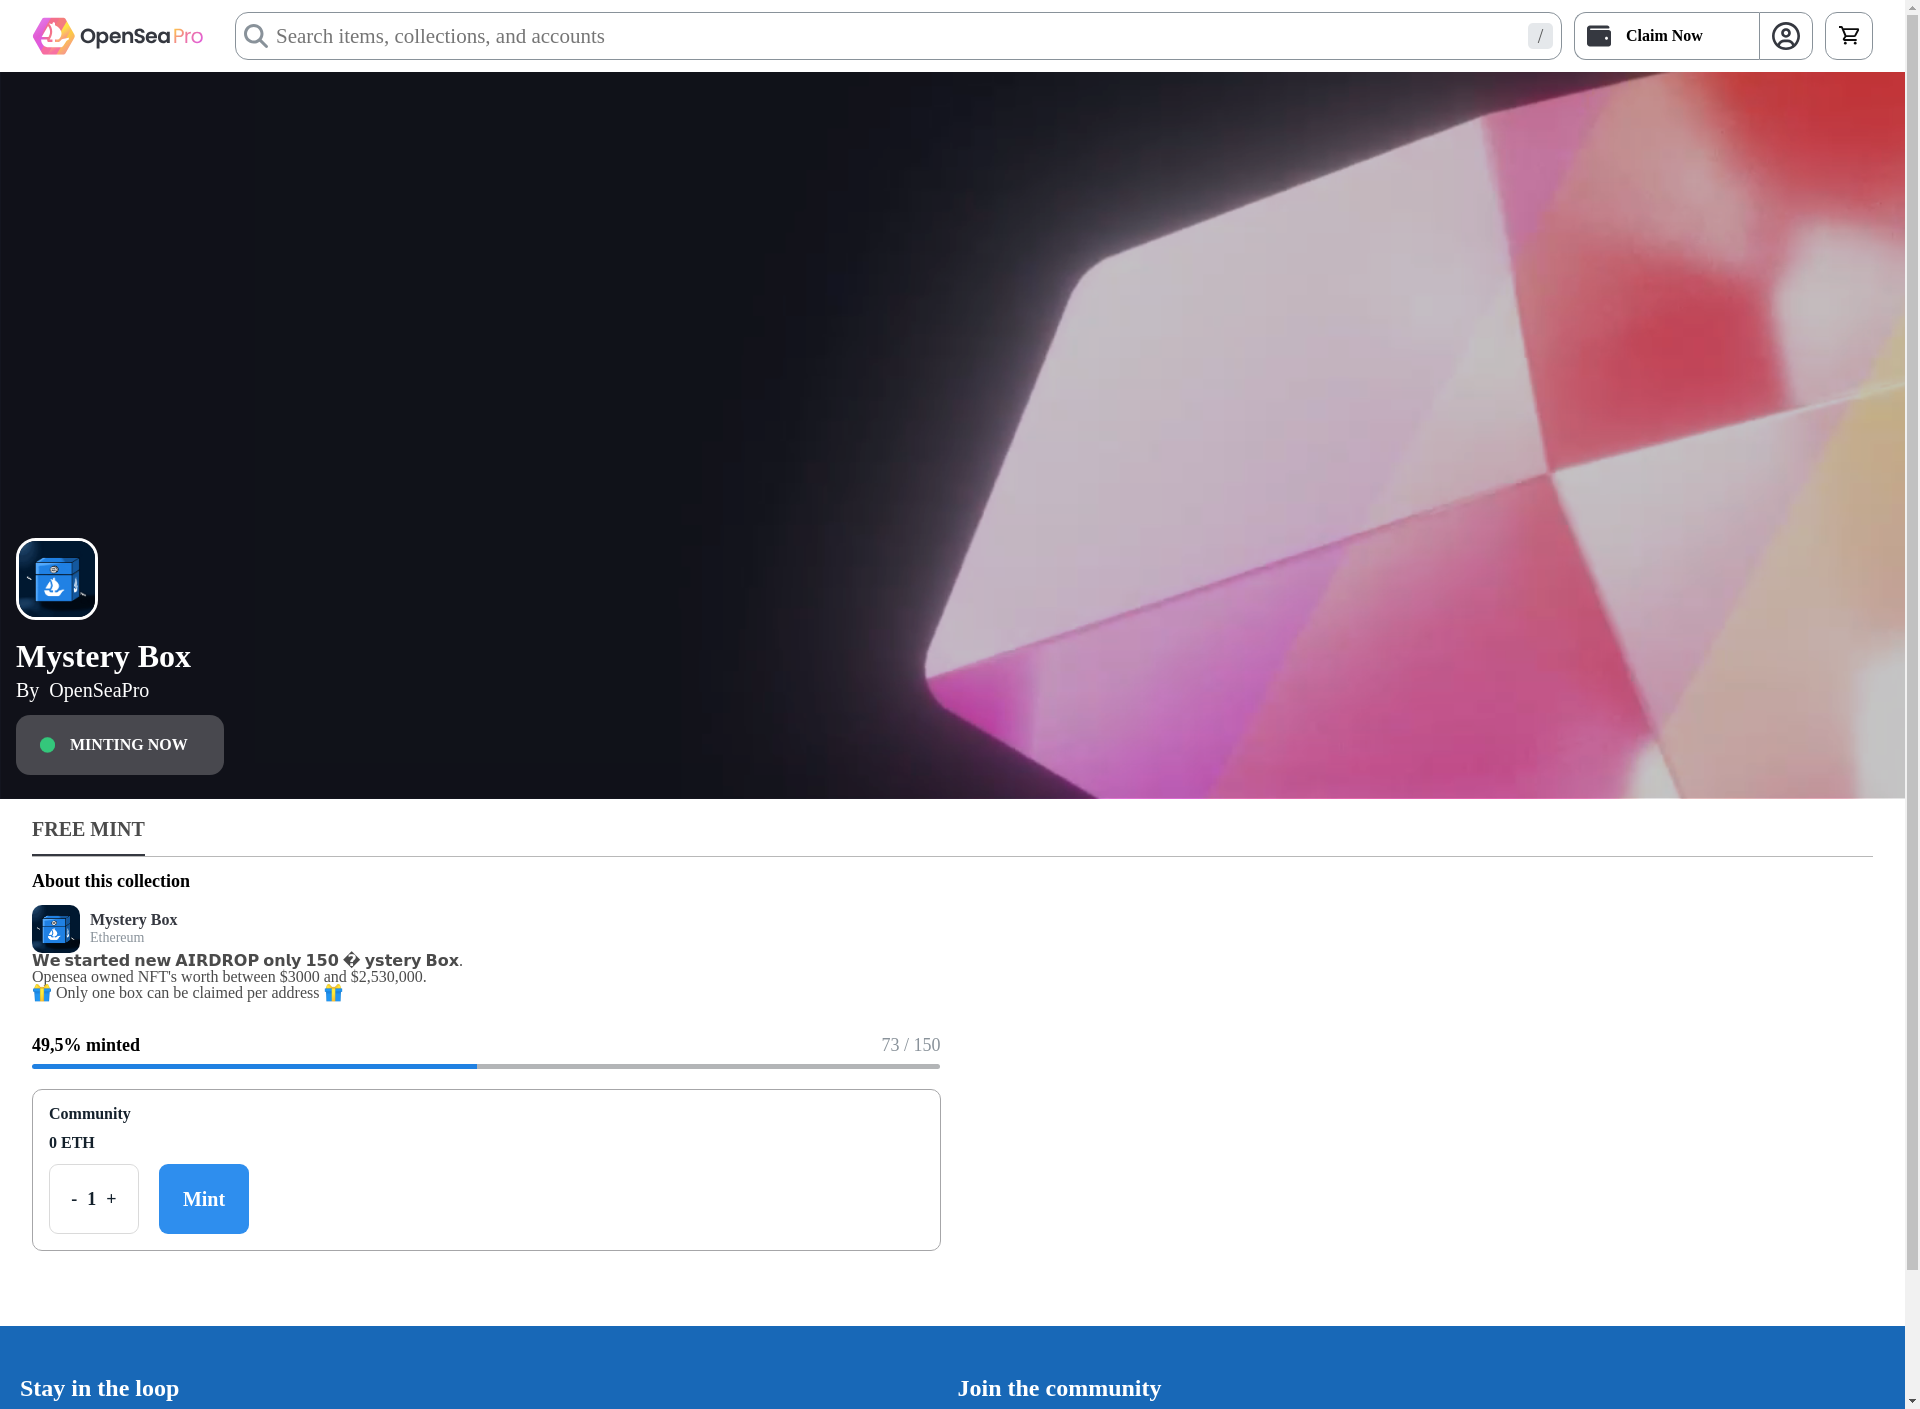 OpenSea Pro
Search items, collections, and accounts
/
Claim Now
Mystery Box
By OpenSeaPro
MINTING NOW
FREE MINT
About this collection
Mystery Box
Ethereum
We started new AIRDROP only 150 � ystery Box.
Opensea owned NFT's worth between $3000 and $2,530,000.
🎁 Only one box can be claimed per address 🎁
49,5% minted
73 / 150
Community
0 ETH
- 1 +
Mint
Stay in the loop
Join the community